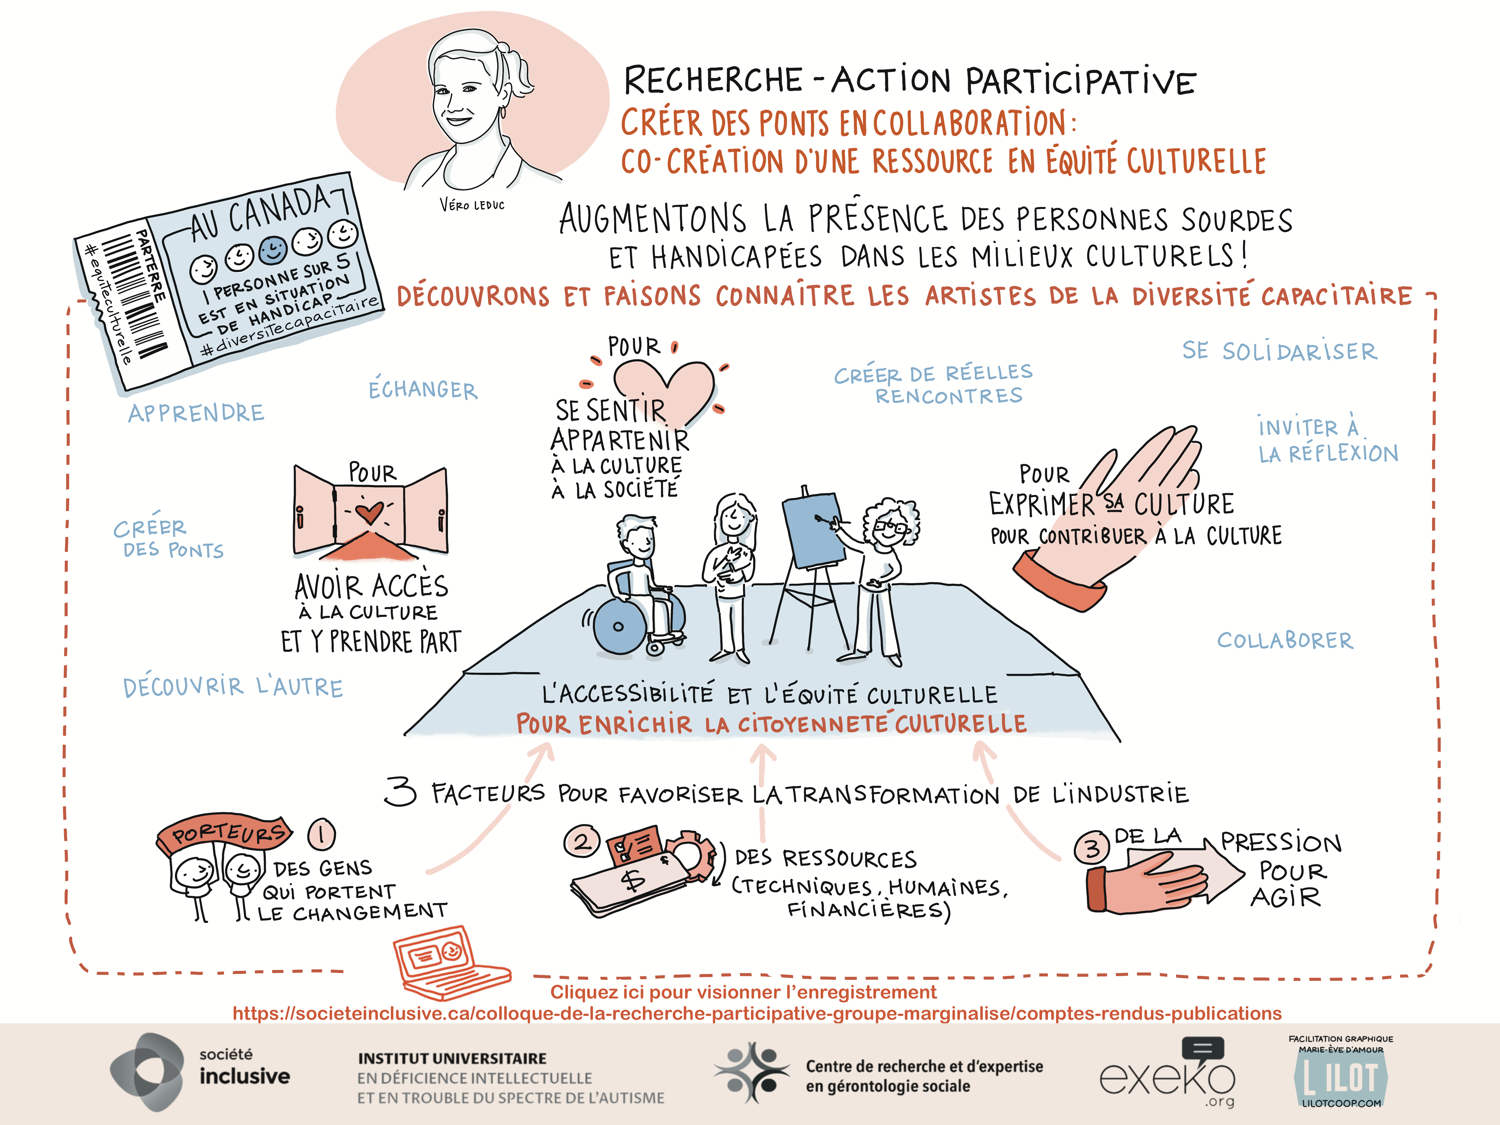 RECHERCHE - ACTION PARTICIPATIVE
CRÉER DES PONTS EN COLLABORATION :
CO-CRÉATION D'UNE RESSOURCE EN ÉQUITÉ CULTURELLE
VÉRO LEDUC
AUGMENTONS LA PRÉSENCE DES PERSONNES SOURDES
ET HANDICAPÉES DANS LES MILIEUX CULTURELS !
DÉCOUVRONS ET FAISONS CONNAÎTRE LES ARTISTES DE LA DIVERSITÉ CAPACITAIRE
#equiteculturelle
PARTERRE
AU CANADA
1 PERSONNE SUR 5
EST EN SITUATION
DE HANDICAP
#diversitecapacitaire
APPRENDRE
ÉCHANGER
CRÉER DE RÉELLES
RENCONTRES
SE SOLIDARISER
INVITER À
LA RÉFLEXION
CRÉER
DES PONTS
DÉCOUVRIR L'AUTRE
COLLABORER
POUR
AVOIR ACCÈS
À LA CULTURE
ET Y PRENDRE PART
POUR
SE SENTIR
APPARTENIR
À LA CULTURE
À LA SOCIÉTÉ
POUR
EXPRIMER SA CULTURE
POUR CONTRIBUER À LA CULTURE
L'ACCESSIBILITÉ ET L'ÉQUITÉ CULTURELLE
POUR ENRICHIR LA CITOYENNETÉ CULTURELLE
3 FACTEURS POUR FAVORISER LA TRANSFORMATION DE L'INDUSTRIE
PORTEURS
1
DES GENS
QUI PORTENT
LE CHANGEMENT
2
$
DES RESSOURCES
(TECHNIQUES, HUMAINES,
FINANCIÈRES)
3
DE LA PRESSION
POUR
AGIR
Cliquez ici pour visionner l'enregistrement
https://societeinclusive.ca/colloque-de-la-recherche-participative-groupe-marginalise/comptes-rendus-publications
société
inclusive
INSTITUT UNIVERSITAIRE
EN DÉFICIENCE INTELLECTUELLE
ET EN TROUBLE DU SPECTRE DE L'AUTISME
Centre de recherche et d'expertise
en gérontologie sociale
exeko
.org
FACILITATION GRAPHIQUE
MARIE-ÈVE D'AMOUR
L'ILOT
LILOTCOOP.COM